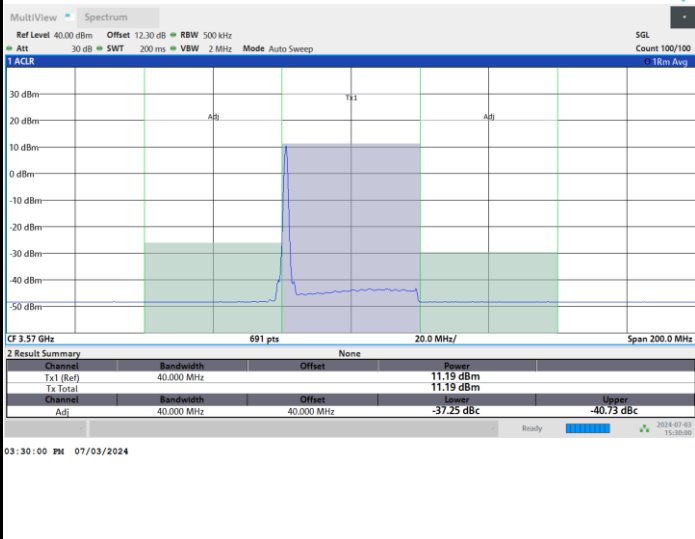 MultiView Spectrum
Ref Level 40.00 dBm Offset 12.30 dB RBW 500 kHz SGL
Att 30 dB SWT 200 ms VBW 2 MHz Mode Auto Sweep Count 100/100
1 ACLR 1Rm Avg
30 dBm
Tx1
20 dBm
Adj Adj
10 dBm
0 dBm
-10 dBm
-20 dBm
-30 dBm
-40 dBm
-50 dBm
CF 3.57 GHz 691 pts 20.0 MHz/ Span 200.0 MHz
2 Result Summary None
Channel Bandwidth Offset Power
Tx1 (Ref) 40.000 MHz 11.19 dBm
Tx Total 11.19 dBm
Channel Bandwidth Offset Lower Upper
Adj 40.000 MHz 40.000 MHz -37.25 dBc -40.73 dBc
Ready 2024-07-03
15:30:00
03:30:00 PM 07/03/2024